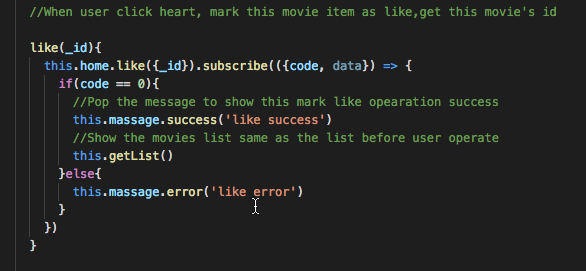 //When user click heart, mark this movie item as like,get this movie's id
like(_id){
this.home.like({_id}).subscribe(({code, data}) => {
if(code == 0){
//Pop the message to show this mark like opearation success
this.massage.success('like success')
//Show the movies list same as the list before user operate
this.getList()
}else{
this.massage.error('like error')
}
})
}